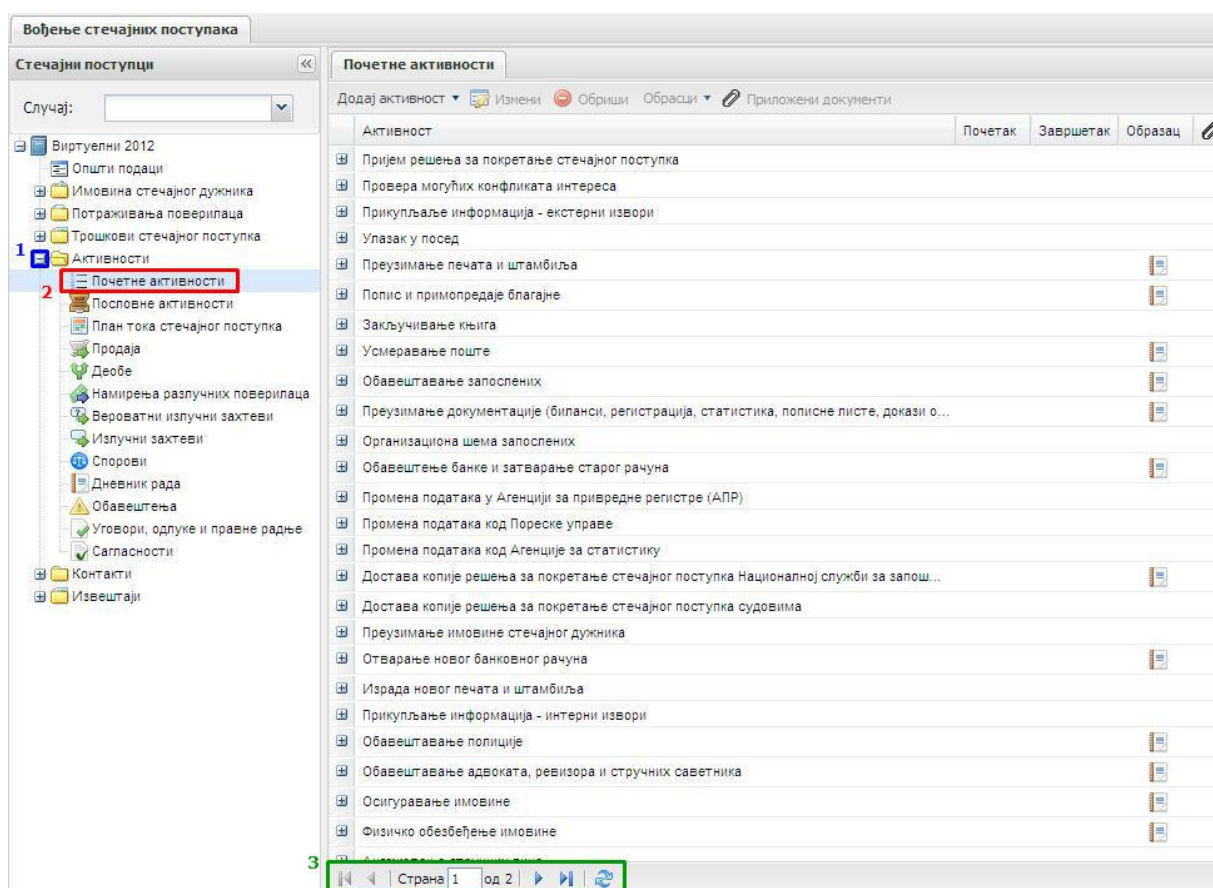 Вођење стечајних поступака
Стечајни поступци
Случај:
Виртуелни 2012
Општи подаци
Имовина стечајног дужника
Потраживања поверилаца
Трошкови стечајног поступка
1
Активности
2
Почетне активности
Пословне активности
План тока стечајног поступка
Продаја
Деобе
Намирења разлучних поверилаца
Вероватни излучни захтеви
Излучни захтеви
Спорови
Дневник рада
Обавештења
Уговори, одлуке и правне радње
Сагласности
Контакти
Извештаји
Почетне активности
Додај активност Измени Обриши Обрасци Приложени документи
Активност Почетак Завршетак Образац
Пријем решења за покретање стечајног поступка
Провера могућих конфликата интереса
Прикупљаље информација - екстерни извори
Улазак у посед
Преузимање печата и штамбиља
Попис и примопредаје благајне
Закључивање књига
Усмеравање поште
Обавештавање запослених
Преузимање документације (биланси, регистрација, статистика, пописне листе, докази о...
Организациона шема запослених
Обавештење банке и затварање старог рачуна
Промена података у Агенцији за привредне регистре (АПР)
Промена података код Пореске управе
Промена података код Агенције за статистику
Достава копије решења за покретање стечајног поступка Националној служби за запош...
Достава копије решења за покретање стечајног поступка судовима
Преузимање имовине стечајног дужника
Отварање новог банковног рачуна
Израда новог печата и штамбиља
Прикупљање информација - интерни извори
Обавештавање полиције
Обавештавање адвоката, ревизора и стручних саветника
Осигуравање имовине
Физичко обезбеђење имовине
3
Страна 1 од 2